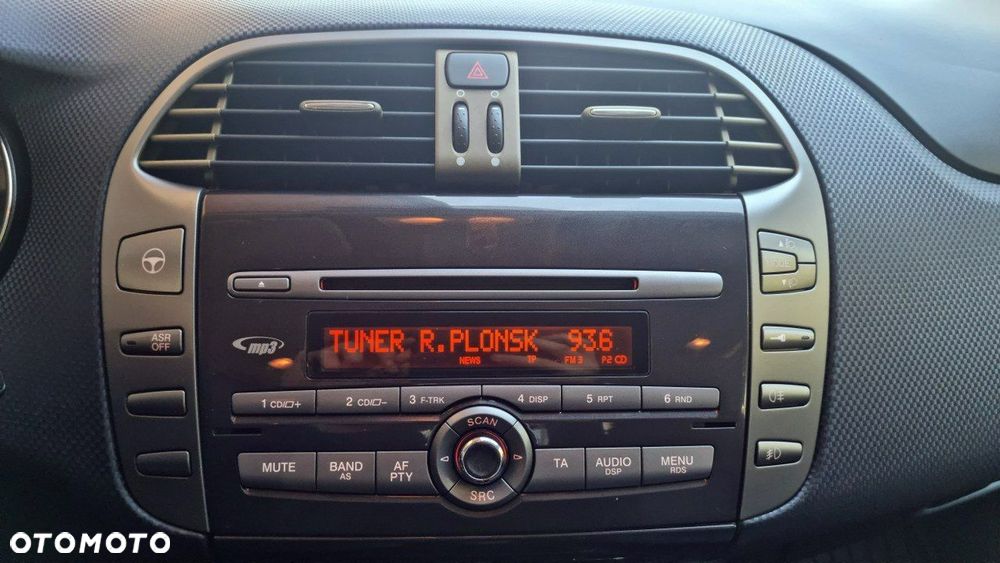 MODE
ASR
OFF
mp3
TUNER R.PLONSK 93.6
NEWS TP FM 3 P2 CD
1 CD/+ 2 CD/- 3 F-TRK 4 DISP 5 RPT 6 RND
SCAN
MUTE BAND AS AF PTY TA AUDIO DSP MENU RDS
SRC
OTOMOTO